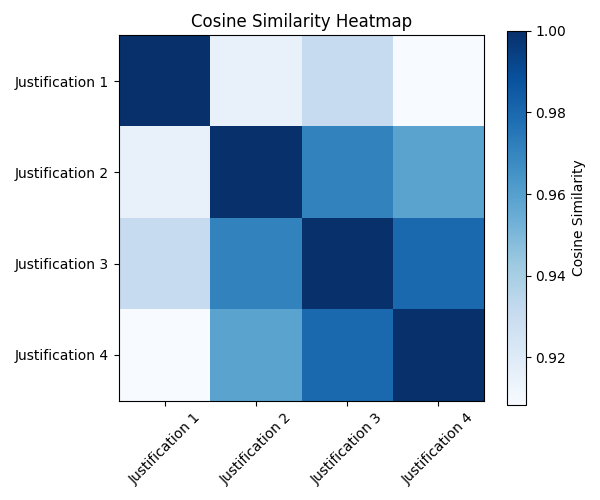 Cosine Similarity Heatmap
Justification 1
Justification 2
Justification 3
Justification 4
Justification 1
Justification 2
Justification 3
Justification 4
1.00
0.98
0.96
0.94
0.92
Cosine Similarity